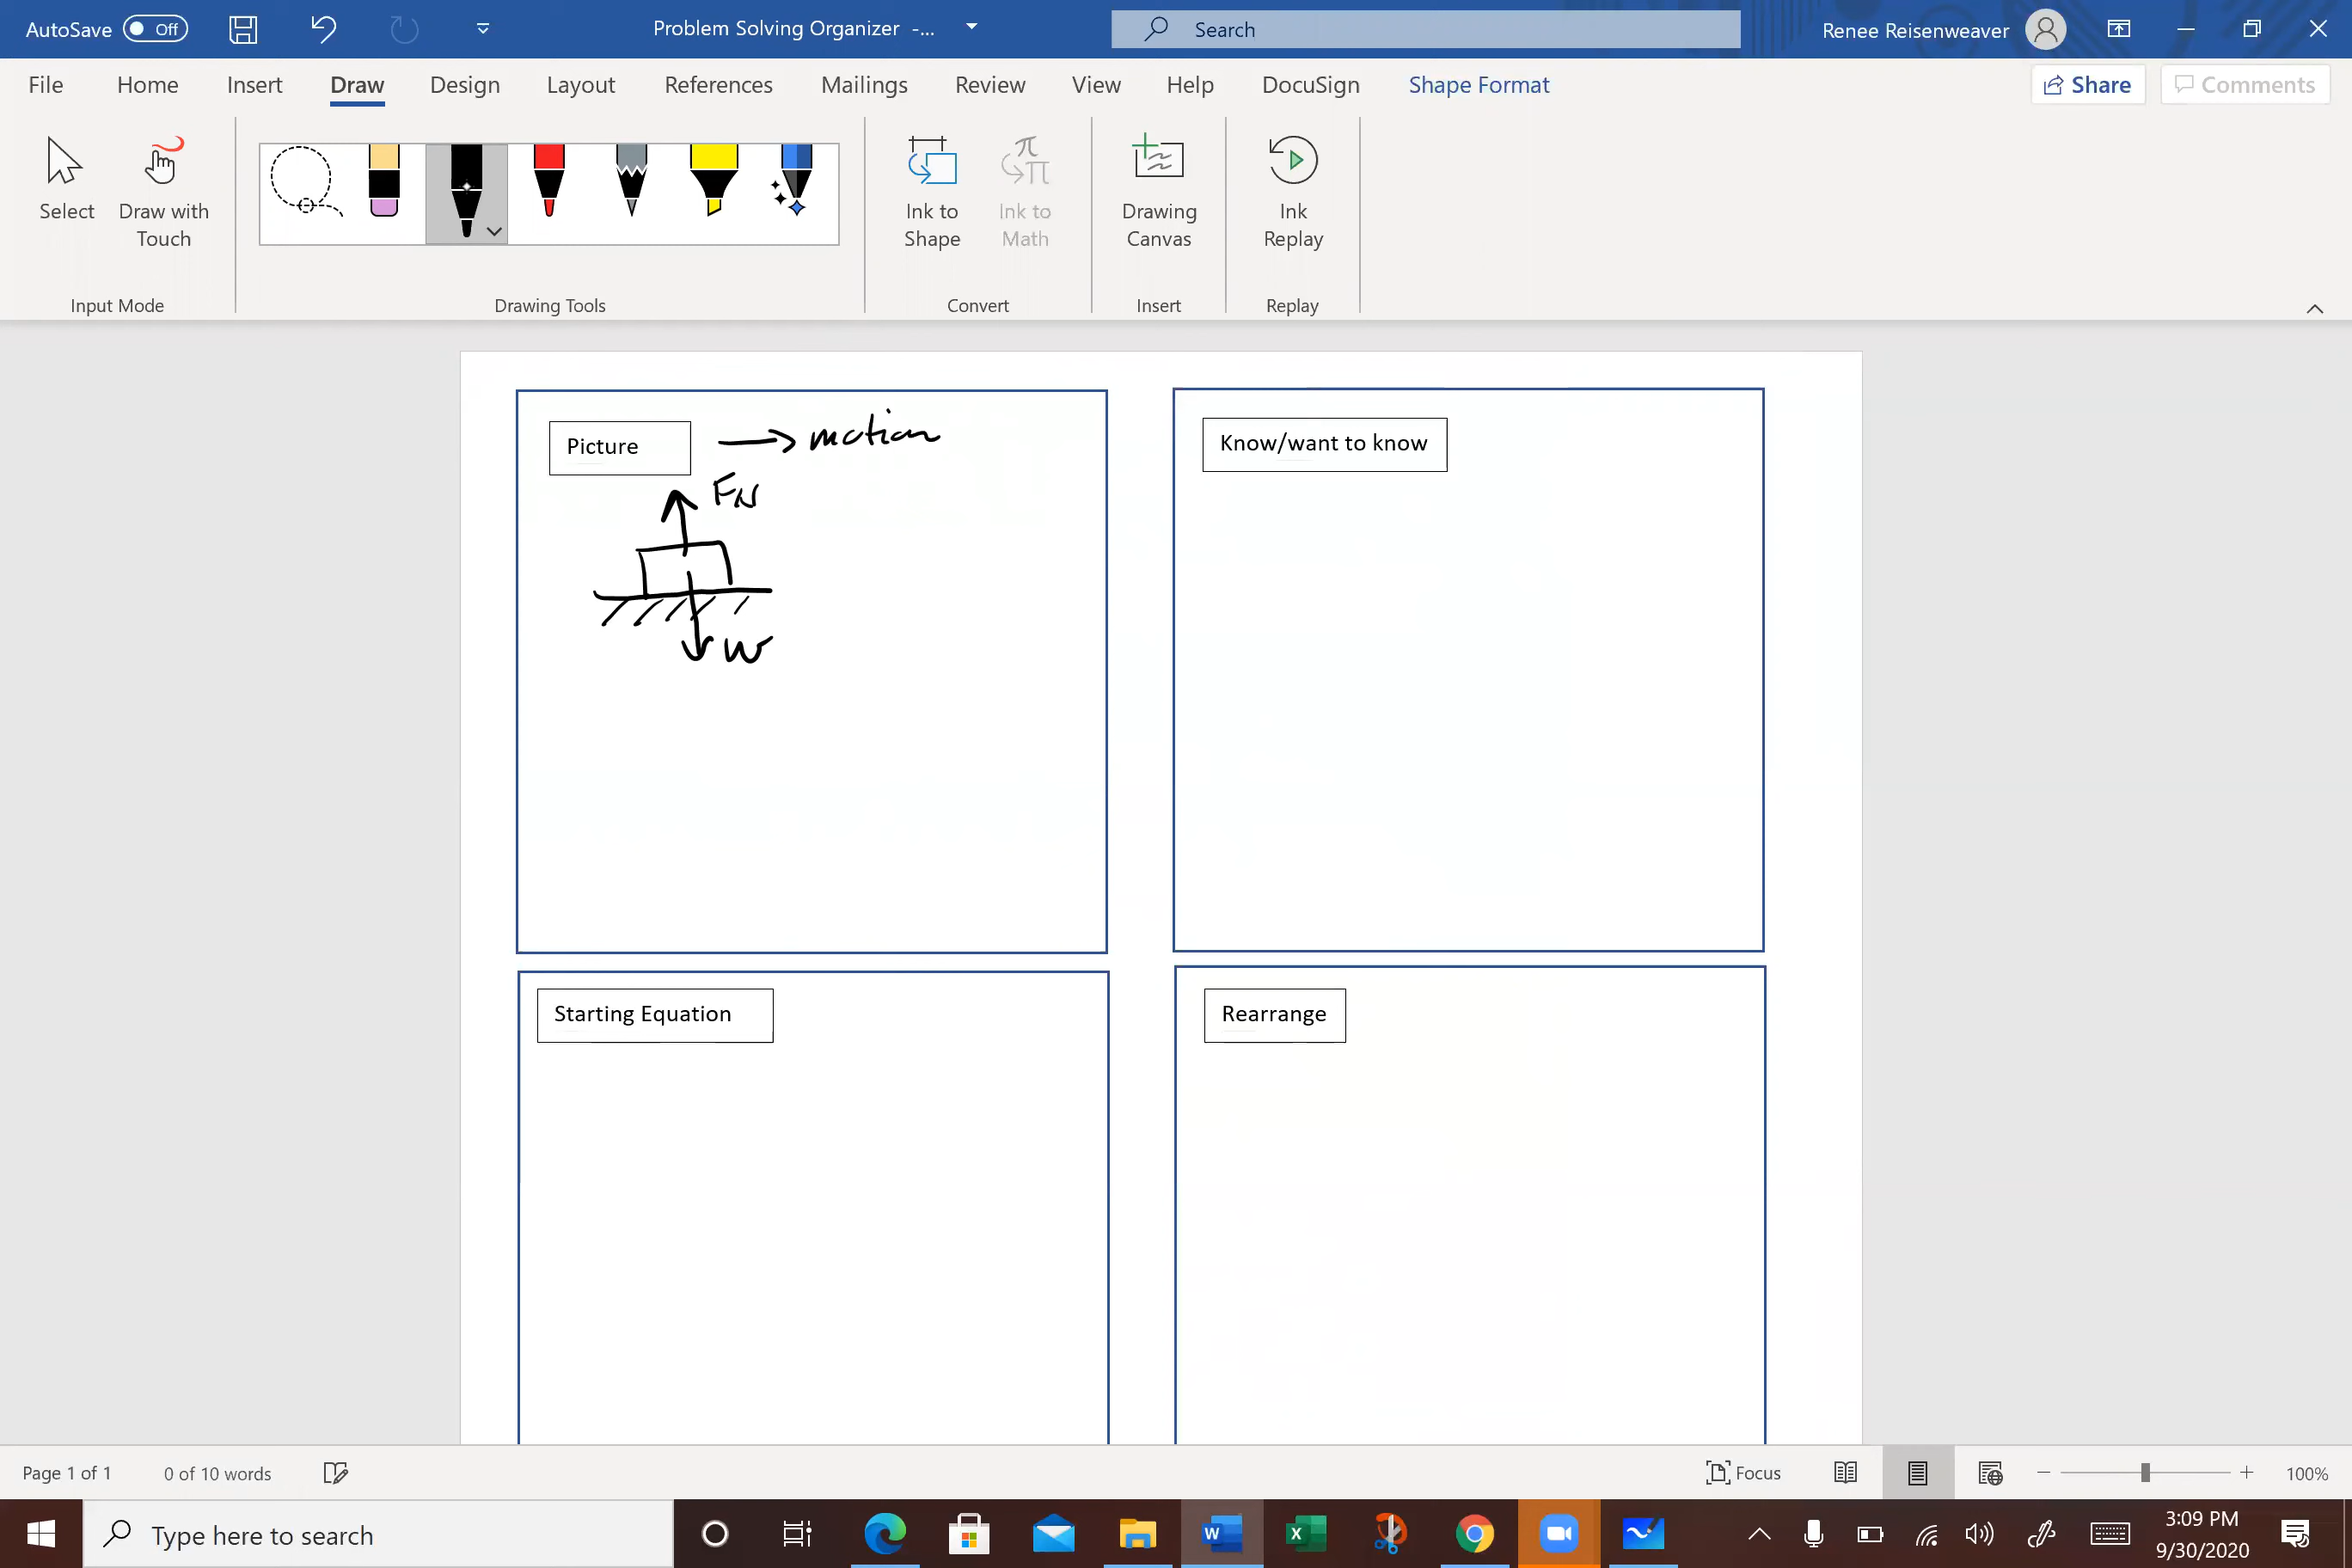 AutoSave Off Problem Solving Organizer -... Search Renee Reisenweaver
File Home Insert Draw Design Layout References Mailings Review View Help DocuSign Shape Format Share Comments
Select Draw with Touch
Ink to Shape
Ink to Math
Drawing Canvas
Ink Replay
Input Mode Drawing Tools Convert Insert Replay
Picture
→ motion
FN
W
Know/want to know
Starting Equation
Rearrange
Page 1 of 1 0 of 10 words Focus 100%
Type here to search
3:09 PM
9/30/2020